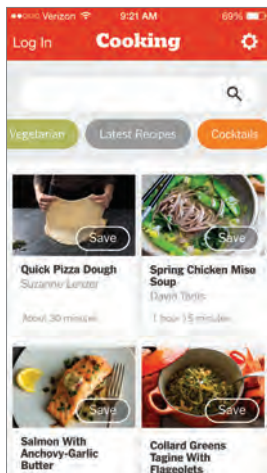 Verizon 9:21 AM 69%
Log In Cooking
Vegetarian Latest Recipes Cocktails
Save Save
Quick Pizza Dough
Suzanne Lenzer
About 30 minutes
Spring Chicken Miso
Soup
David Tanis
1 hour 15 minutes
Save Save
Salmon With
Anchovy-Garlic
Butter
Collard Greens
Tagine With
Flageolets